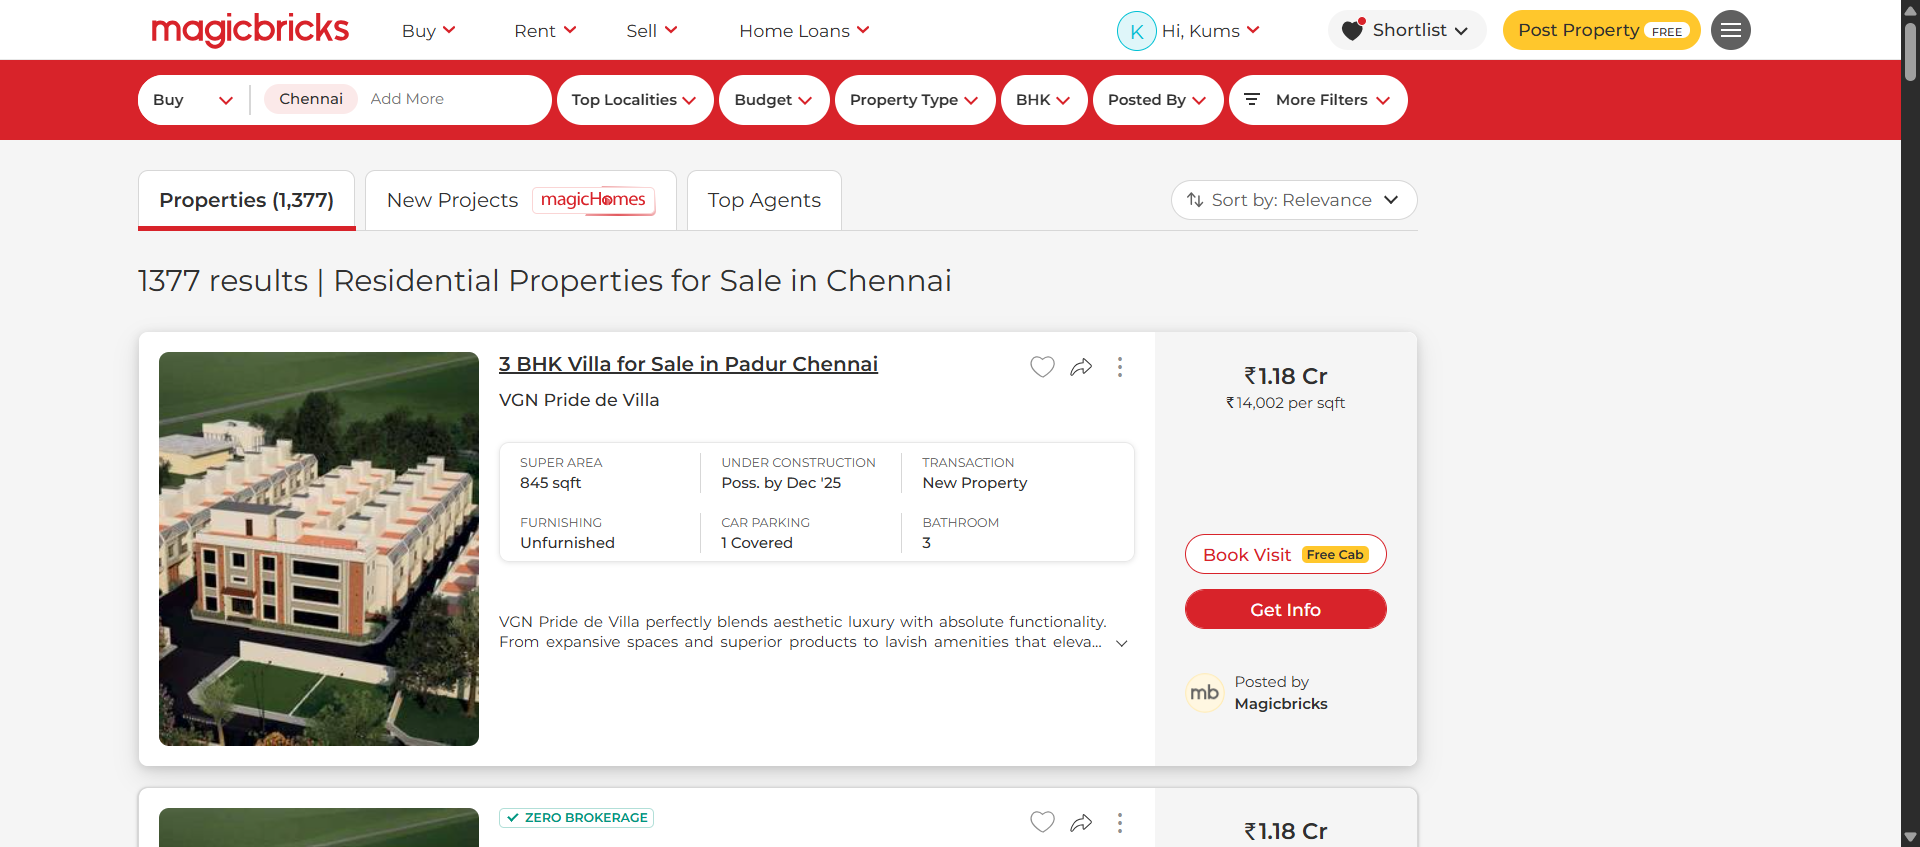 magicbricks
Buy
Rent
Sell
Home Loans
K
Hi, Kums
Shortlist
Post Property FREE
Buy
Chennai
Add More
Top Localities
Budget
Property Type
BHK
Posted By
More Filters
Properties (1,377)
New Projects magicHomes
Top Agents
Sort by: Relevance
1377 results | Residential Properties for Sale in Chennai
3 BHK Villa for Sale in Padur Chennai
VGN Pride de Villa
SUPER AREA
845 sqft
UNDER CONSTRUCTION
Poss. by Dec '25
TRANSACTION
New Property
FURNISHING
Unfurnished
CAR PARKING
1 Covered
BATHROOM
3
VGN Pride de Villa perfectly blends aesthetic luxury with absolute functionality.
From expansive spaces and superior products to lavish amenities that eleva...
₹1.18 Cr
₹14,002 per sqft
Book Visit Free Cab
Get Info
mb
Posted by
Magicbricks
ZERO BROKERAGE
₹1.18 Cr